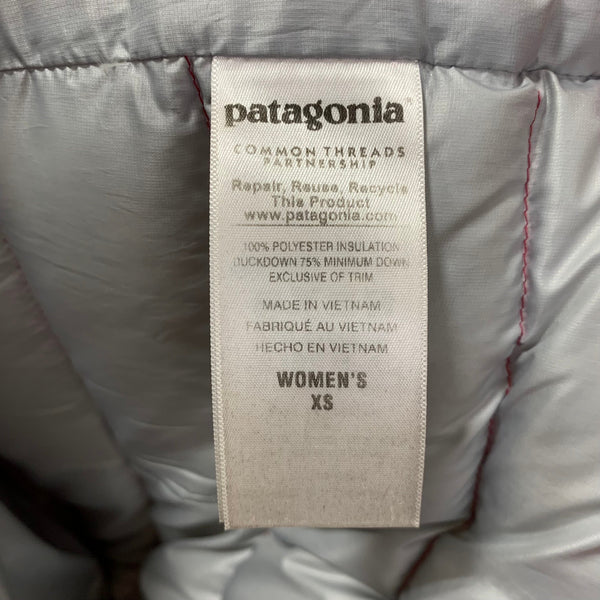 patagonia®
COMMON THREADS
PARTNERSHIP
Repair, Reuse, Recycle
This Product
www.patagonia.com
100% POLYESTER INSULATION
DUCKDOWN 75% MINIMUM DOWN
EXCLUSIVE OF TRIM
MADE IN VIETNAM
FABRIQUÉ AU VIETNAM
HECHO EN VIETNAM
WOMEN'S
XS